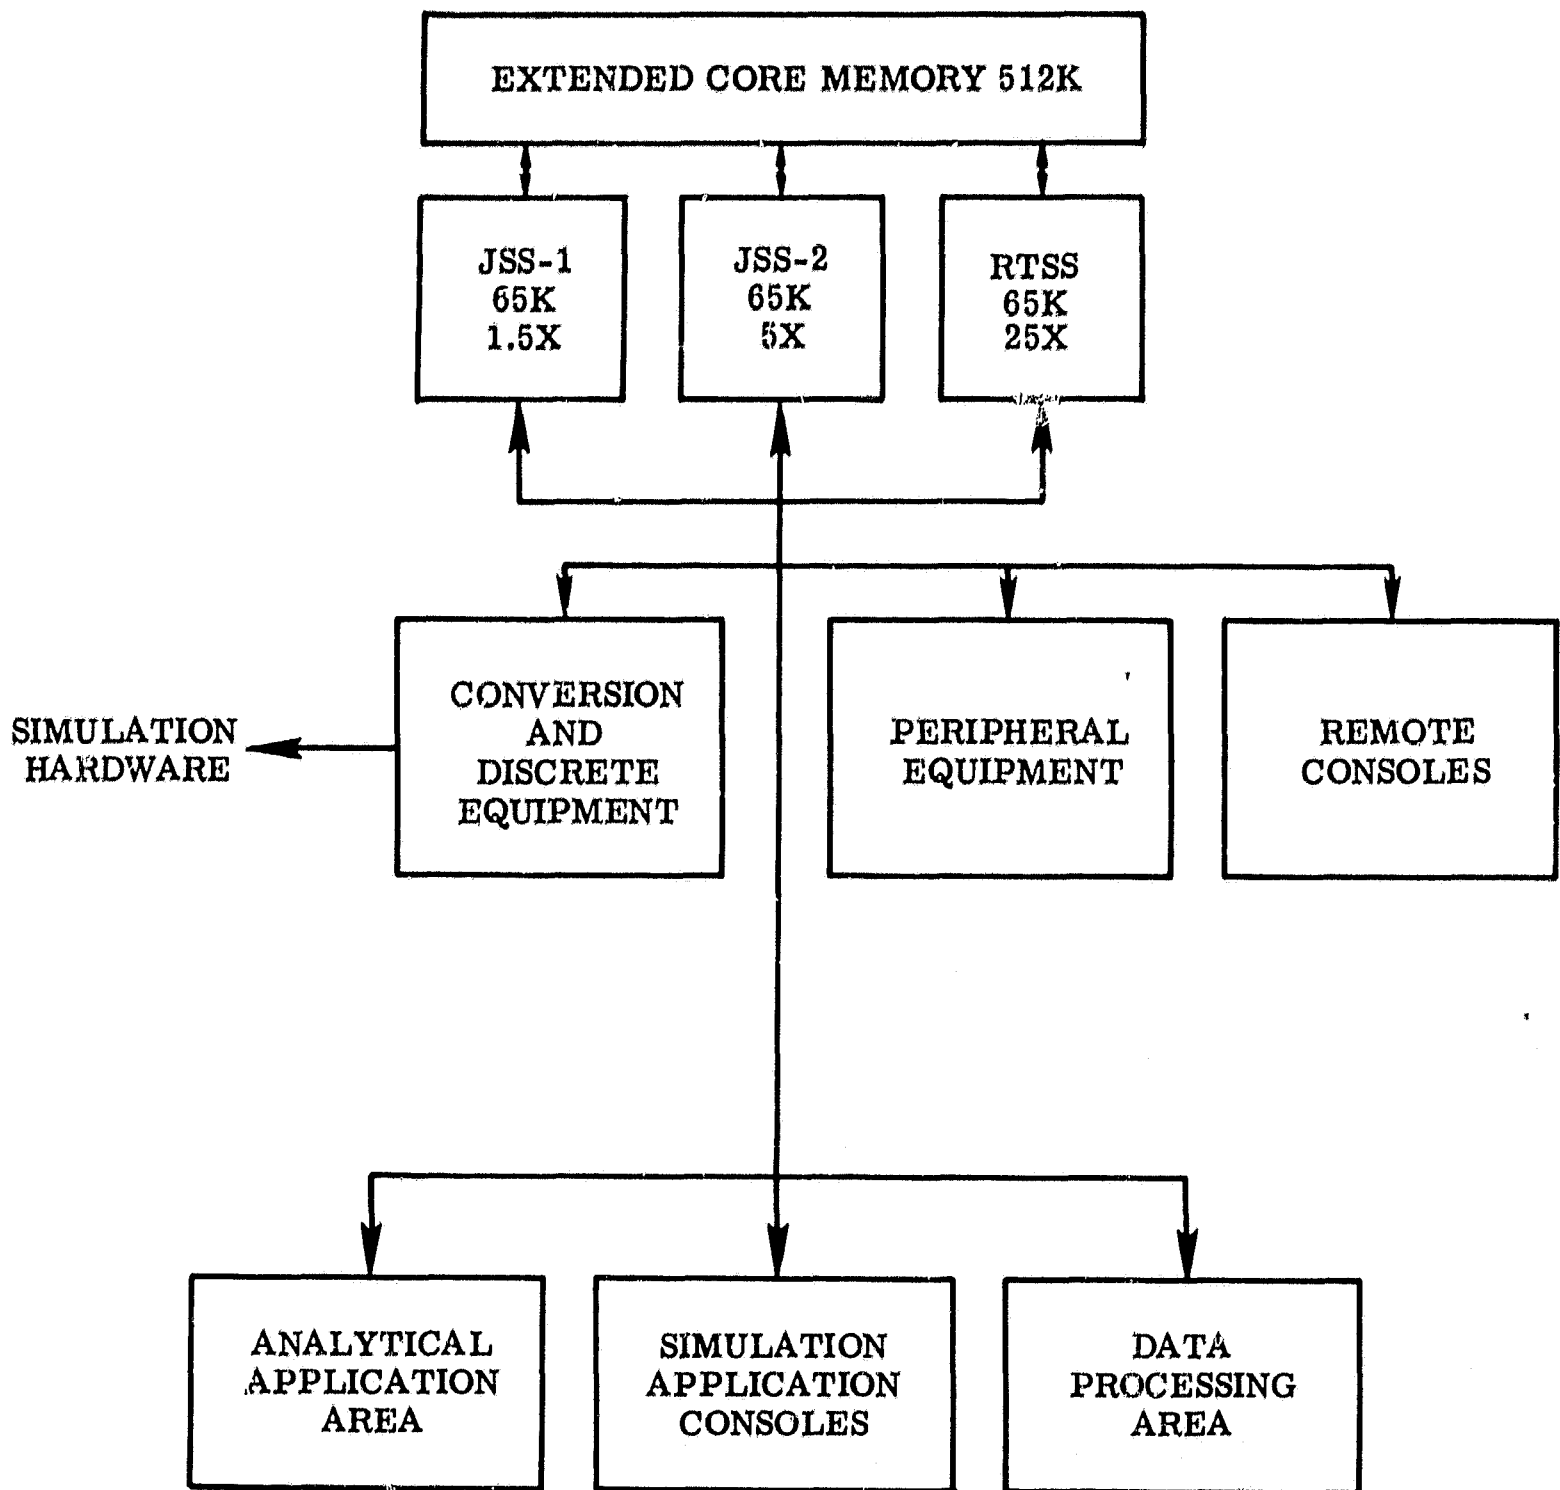 EXTENDED CORE MEMORY 512K
JSS-1
65K
1.5X
JSS-2
65K
5X
RTSS
65K
25X
SIMULATION
HARDWARE
CONVERSION
AND
DISCRETE
EQUIPMENT
PERIPHERAL
EQUIPMENT
REMOTE
CONSOLES
ANALYTICAL
APPLICATION
AREA
SIMULATION
APPLICATION
CONSOLES
DATA
PROCESSING
AREA